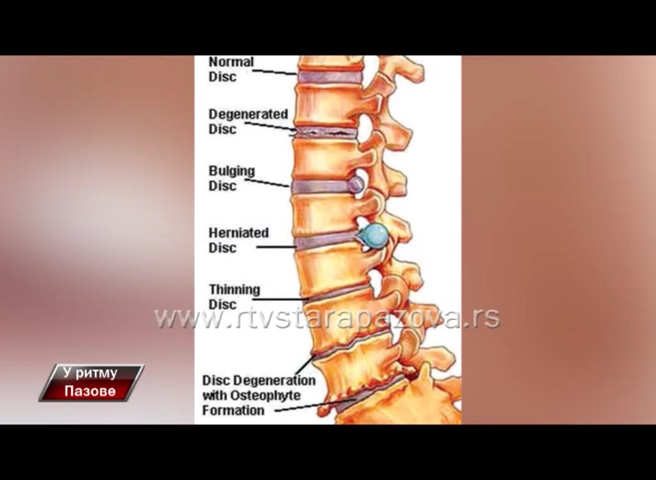 Normal
Disc
Degenerated
Disc
Bulging
Disc
Herniated
Disc
Thinning
Disc
www.rtvstarapazova.rs
У ритму
Пазове
Disc Degeneration
with Osteophyte
Formation